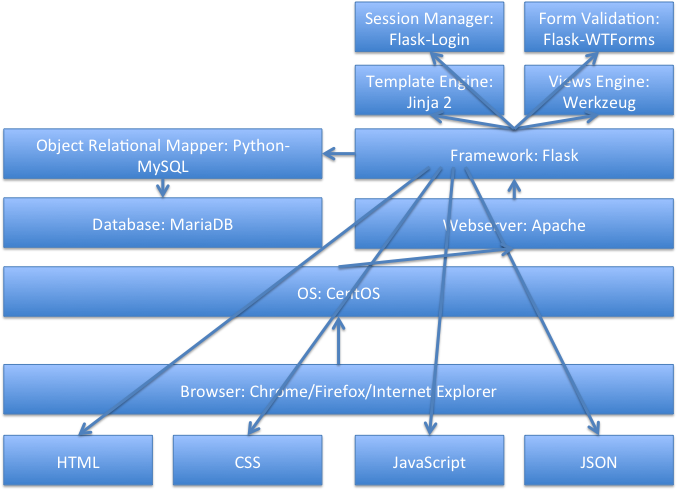 Session Manager:
Flask-Login
Form Validation:
Flask-WTForms
Template Engine:
Jinja 2
Views Engine:
Werkzeug
Object Relational Mapper: Python-
MySQL
Framework: Flask
Database: MariaDB
Webserver: Apache
OS: CentOS
Browser: Chrome/Firefox/Internet Explorer
HTML
CSS
JavaScript
JSON